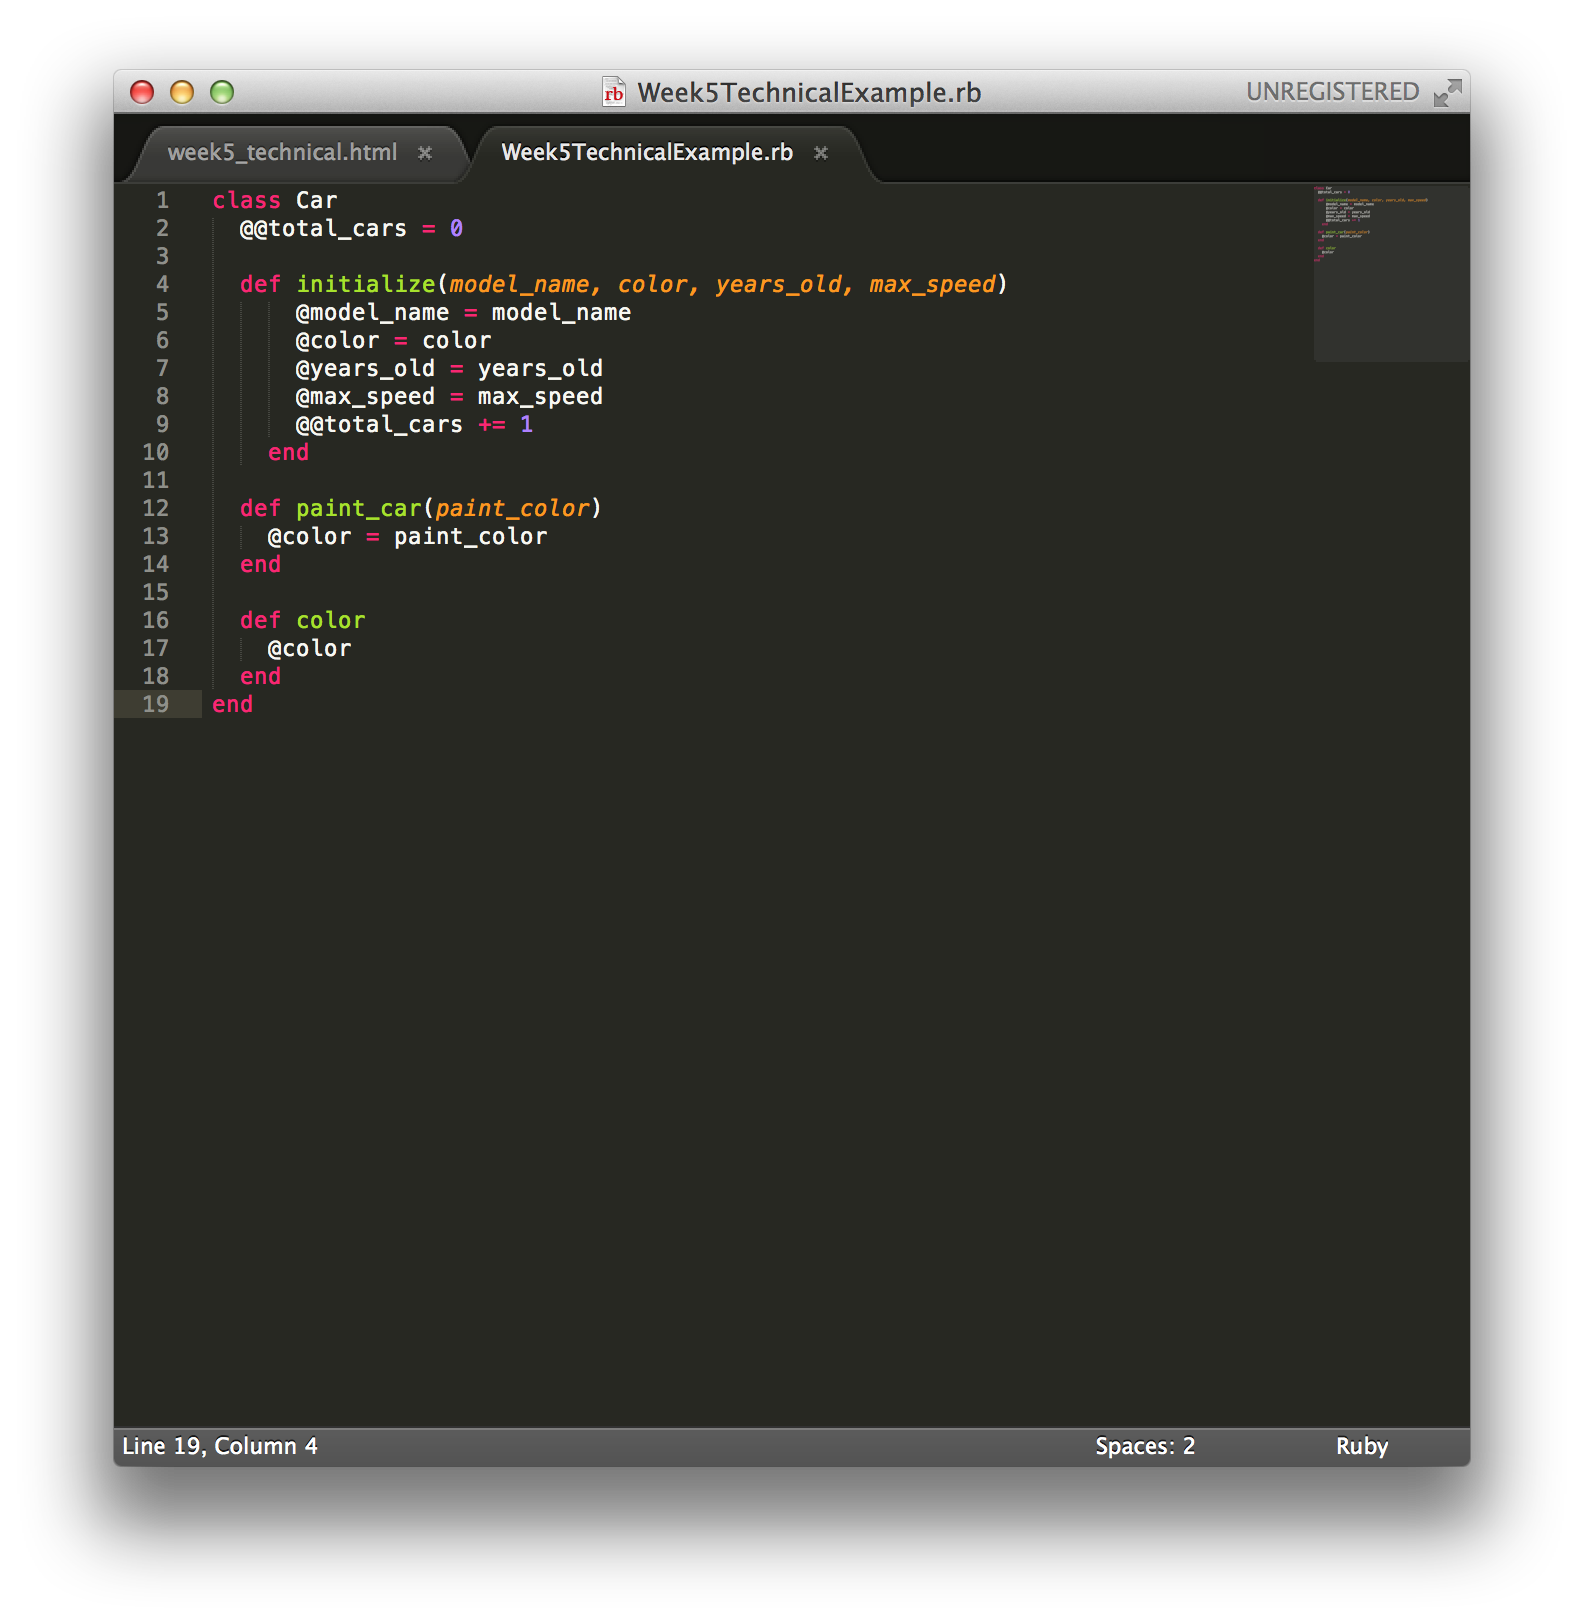 rb Week5TechnicalExample.rb UNREGISTERED
week5_technical.html × Week5TechnicalExample.rb ×
1 class Car
2   @@total_cars = 0
3
4   def initialize(model_name, color, years_old, max_speed)
5       @model_name = model_name
6       @color = color
7       @years_old = years_old
8       @max_speed = max_speed
9       @@total_cars += 1
10     end
11
12   def paint_car(paint_color)
13     @color = paint_color
14   end
15
16   def color
17     @color
18   end
19 end
Line 19, Column 4 Spaces: 2 Ruby